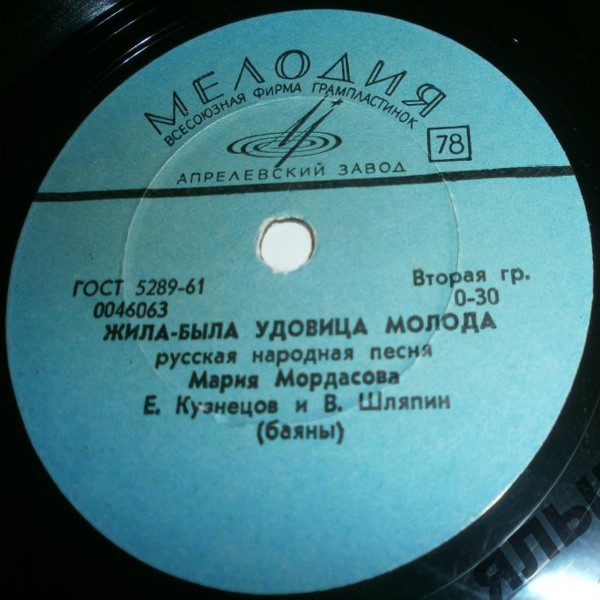 МЕЛОДИЯ
ВСЕСОЮЗНАЯ ФИРМА ГРАМПЛАСТИНОК
78
АПРЕЛЕВСКИЙ ЗАВОД
ГОСТ 5289-61
Вторая гр.
0046063
0-30
ЖИЛА-БЫЛА УДОВИЦА МОЛОДА
русская народная песня
Мария Мордасова
Е. Кузнецов и В. Шляпин
(баяны)